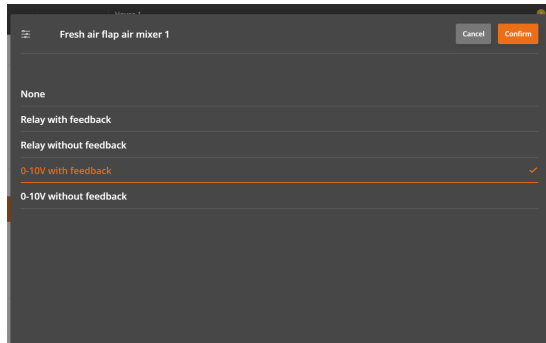 Fresh air flap air mixer 1
Cancel
Confirm
None
Relay with feedback
Relay without feedback
0-10V with feedback
0-10V without feedback